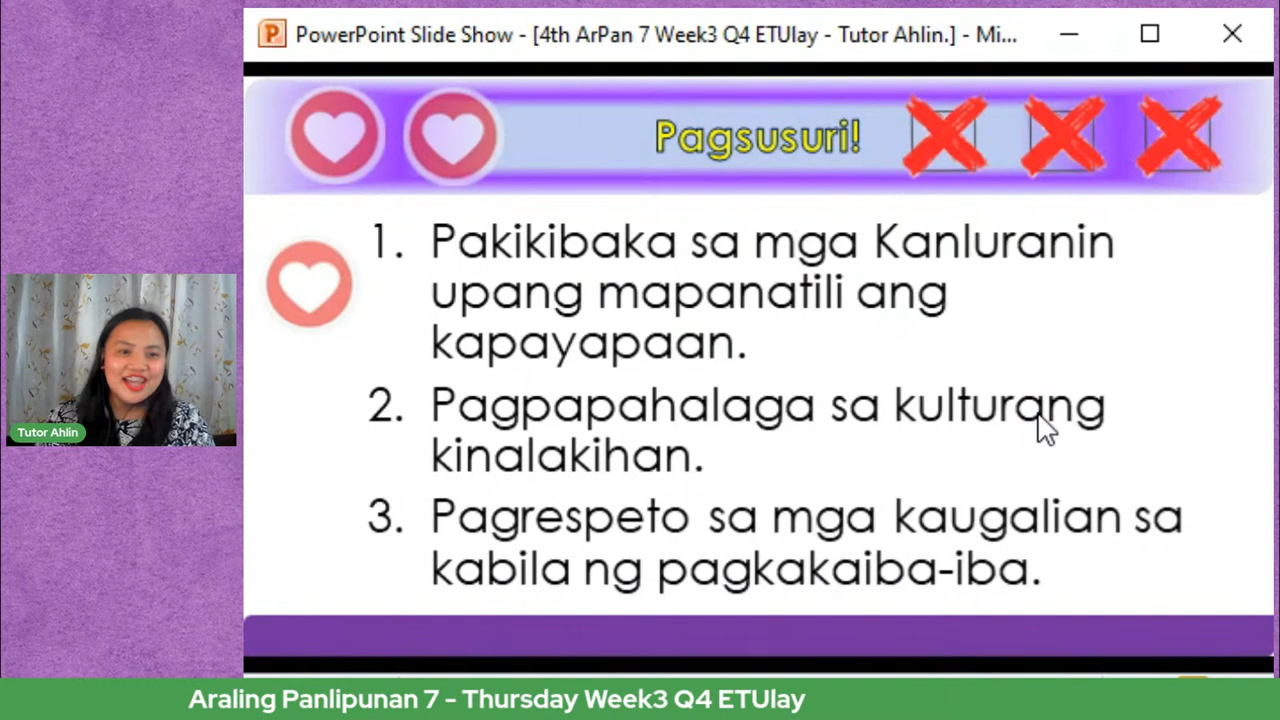 PowerPoint Slide Show - [4th ArPan 7 Week3 Q4 ETUlay - Tutor Ahlin.] - Mi...
Pagsusuri!
1. Pakikibaka sa mga Kanluranin
upang mapanatili ang
kapayapaan.
2. Pagpapahalaga sa kulturang
kinalakihan.
3. Pagrespeto sa mga kaugalian sa
kabila ng pagkakaiba-iba.
Tutor Ahlin
Araling Panlipunan 7 - Thursday Week3 Q4 ETUlay